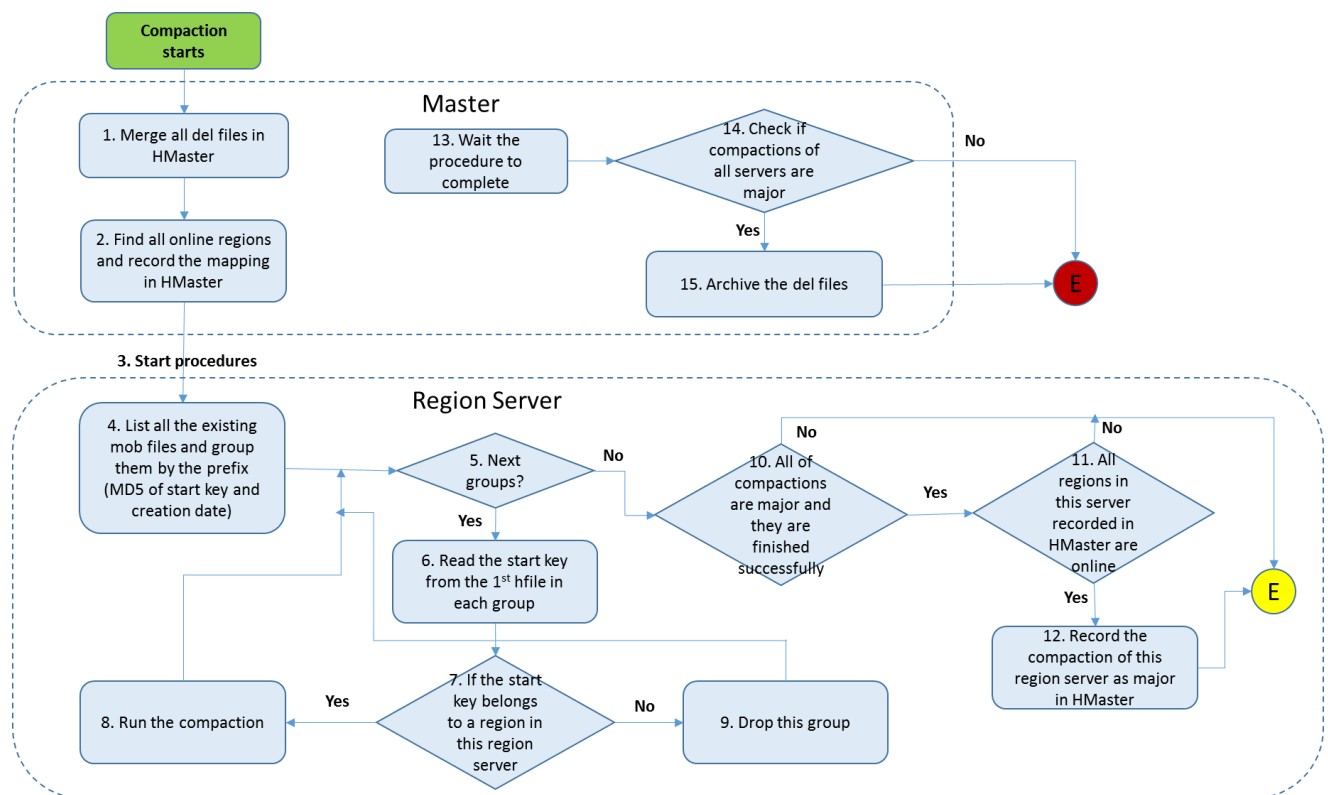 Compaction
starts
Master
1. Merge all del files in
HMaster
13. Wait the
procedure to
complete
14. Check if
compactions of
all servers are
major
No
Yes
2. Find all online regions
and record the mapping
in HMaster
15. Archive the del files
E
3. Start procedures
Region Server
4. List all the existing
mob files and group
them by the prefix
(MD5 of start key and
creation date)
5. Next
groups?
No
Yes
6. Read the start key
from the 1st hfile in
each group
7. If the start
key belongs
to a region in
this region
server
Yes
8. Run the compaction
No
9. Drop this group
10. All of
compactions
are major and
they are
finished
successfully
No
Yes
11. All
regions in
this server
recorded in
HMaster are
online
No
Yes
12. Record the
compaction of this
region server as major
in HMaster
E